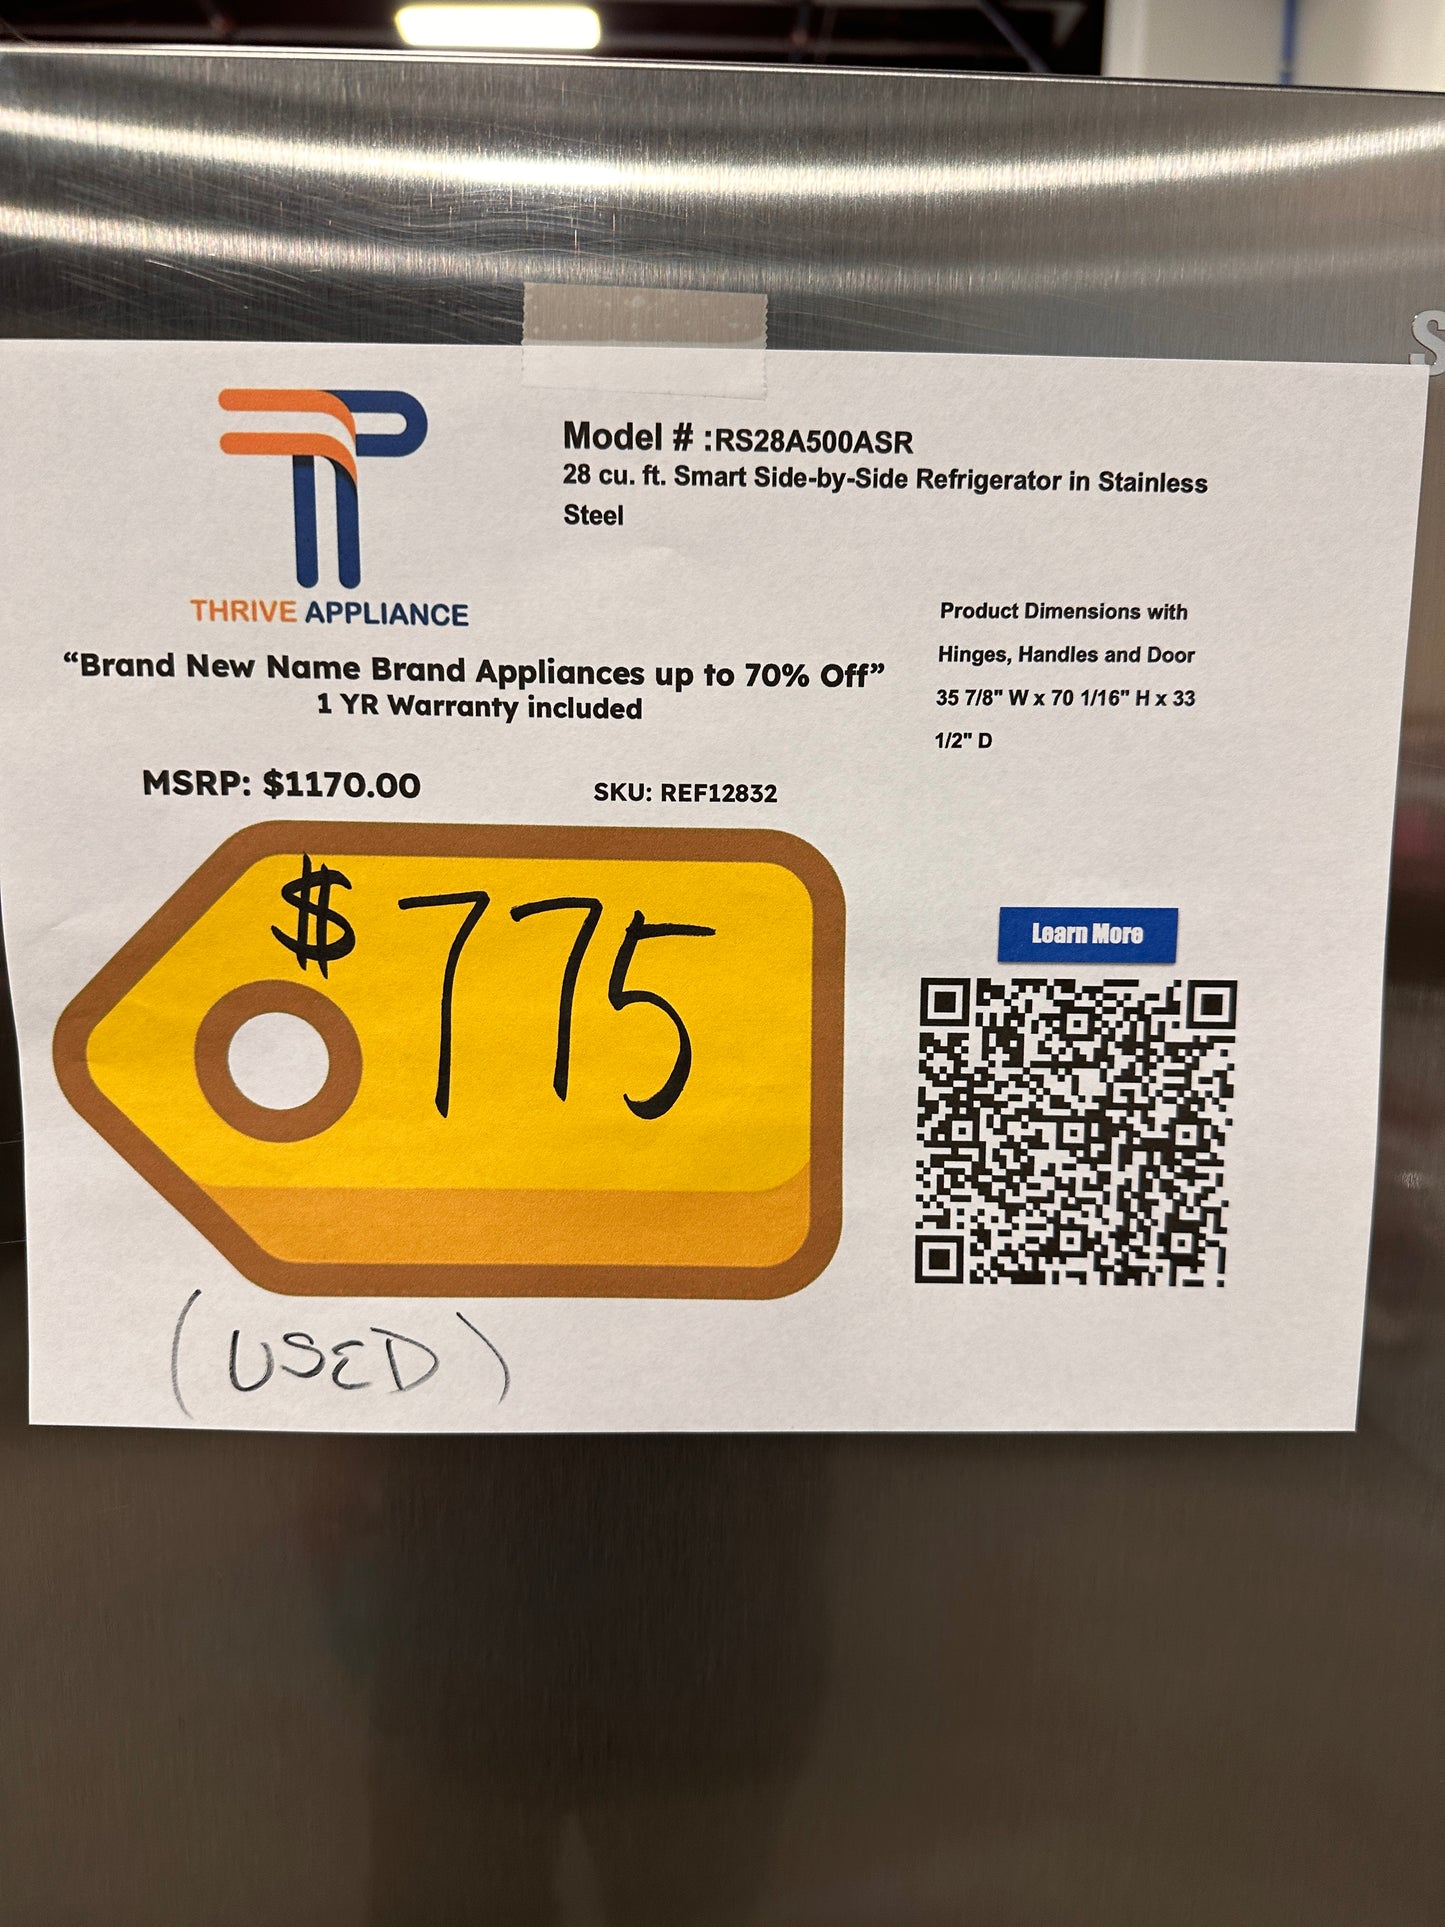 S
Model # :RS28A500ASR
28 cu. ft. Smart Side-by-Side Refrigerator in Stainless
Steel
THRIVE APPLIANCE
“Brand New Name Brand Appliances up to 70% Off”
1 YR Warranty included
Product Dimensions with
Hinges, Handles and Door
35 7/8" W x 70 1/16" H x 33
1/2" D
MSRP: $1170.00
SKU: REF12832
$775
Learn More
(USED)